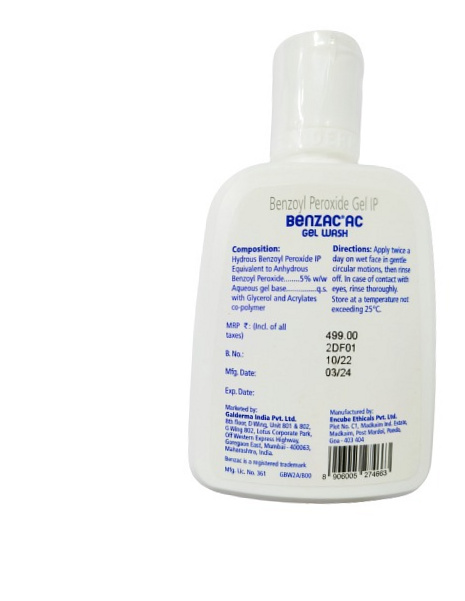 Benzoyl Peroxide Gel IP
BENZAC® AC
GEL WASH
Composition:
Hydrous Benzoyl Peroxide IP
Equivalent to Anhydrous
Benzoyl Peroxide........5% w/w
Aqueous gel base..............q.s.
with Glycerol and Acrylates
co-polymer
Directions: Apply twice a
day on wet face in gentle
circular motions, then rinse
off. In case of contact with
eyes, rinse thoroughly.
Store at a temperature not
exceeding 25°C.
MRP ₹: (Incl. of all
taxes)
B. No.:
Mfg. Date:
Exp. Date:
499.00
2DF01
10/22
03/24
Marketed by:
Galderma India Pvt. Ltd.
8th floor, D Wing, Unit 801 & 802,
G Wing 802, Lotus Corporate Park,
Off Western Express Highway,
Goregaon East, Mumbai - 400063,
Maharashtra, India.
Benzac is a registered trademark
Mfg. Lic. No. 361 GBW2A/B00
Manufactured by:
Encube Ethicals Pvt. Ltd.
Plot No. C1, Madkaim Ind. Estate,
Madkaim, Post Mardol, Ponda,
Goa - 403 404
8 906005 274663